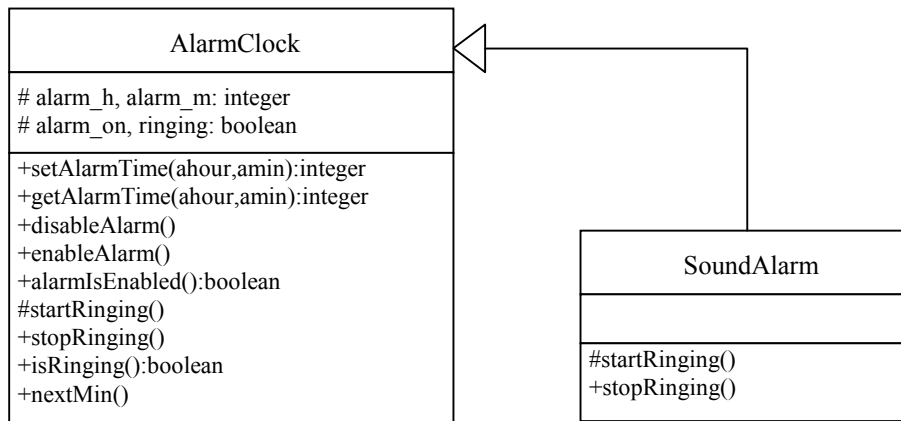 AlarmClock
# alarm_h, alarm_m: integer
# alarm_on, ringing: boolean
+setAlarmTime(ahour,amin):integer
+getAlarmTime(ahour,amin):integer
+disableAlarm()
+enableAlarm()
+alarmIsEnabled():boolean
#startRinging()
+stopRinging()
+isRinging():boolean
+nextMin()
SoundAlarm
#startRinging()
+stopRinging()